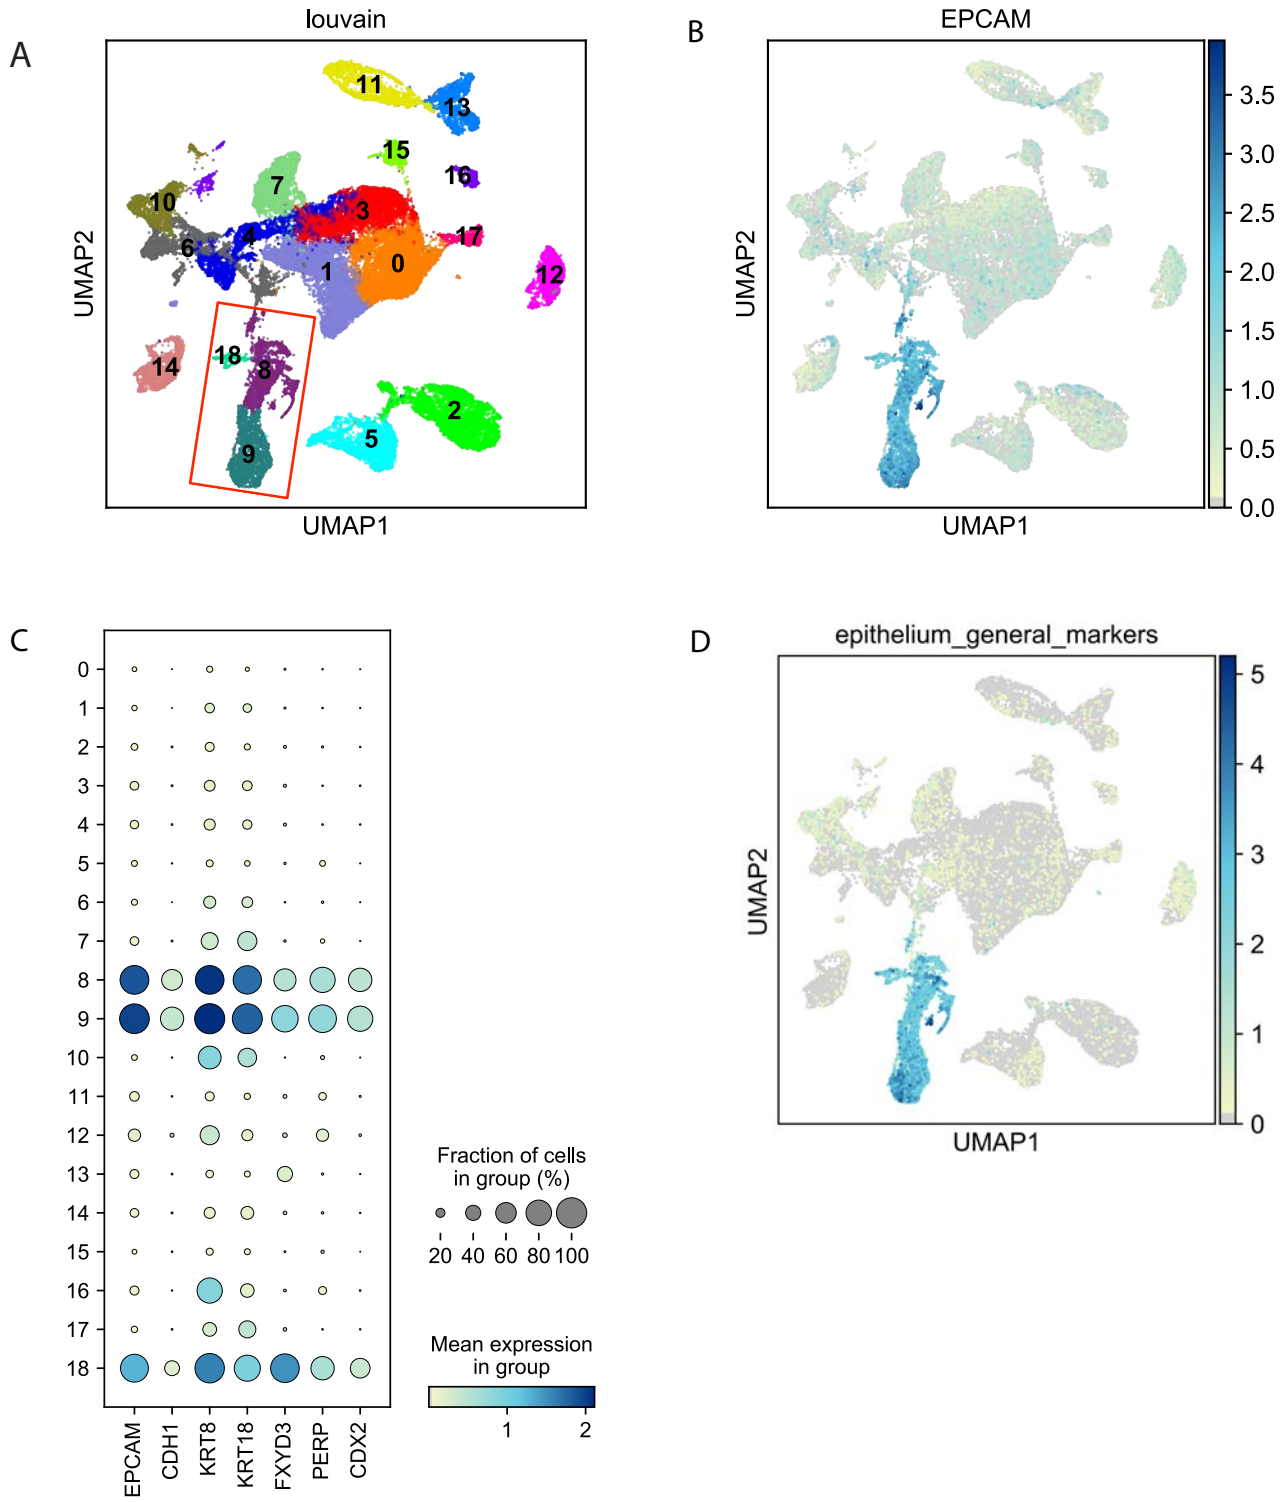 A
louvain
11
13
15
16
7
10
3
4
17
6
1
0
12
18
14
8
2
5
9
UMAP2
UMAP1
B
EPCAM
3.5
3.0
2.5
2.0
1.5
1.0
0.5
0.0
UMAP2
UMAP1
C
0
1
2
3
4
5
6
7
8
9
10
11
12
13
14
15
16
17
18
EPCAM
CDH1
KRT8
KRT18
FXYD3
PERP
CDX2
Fraction of cells
in group (%)
20 40 60 80 100
Mean expression
in group
1 2
D
epithelium_general_markers
5
4
3
2
1
0
UMAP2
UMAP1